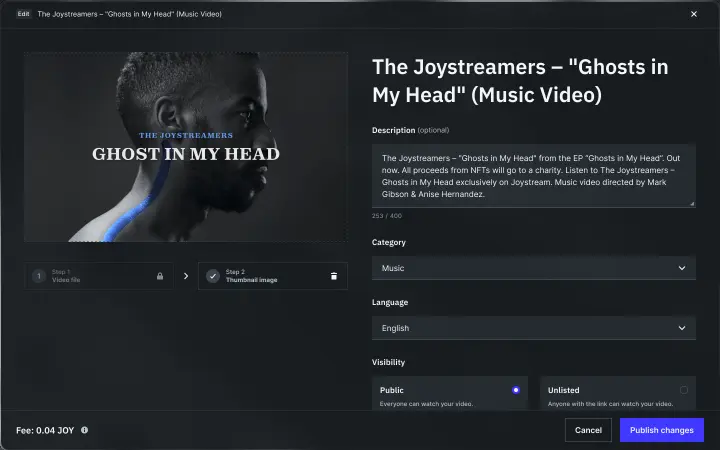 Edit The Joystreamers – "Ghosts in My Head" (Music Video)
THE JOYSTREAMERS
GHOST IN MY HEAD
1
Step 1
Video file
Step 2
Thumbnail image
The Joystreamers – "Ghosts in
My Head" (Music Video)
Description (optional)
The Joystreamers – "Ghosts in My Head" from the EP "Ghosts in My Head". Out
now. All proceeds from NFTs will go to a charity. Listen to The Joystreamers –
Ghosts in My Head exclusively on Joystream. Music video directed by Mark
Gibson & Anise Hernandez.
253 / 400
Category
Music
Language
English
Visibility
Public
Everyone can watch your video.
Unlisted
Anyone with the link can watch your video.
Fee: 0.04 JOY
Cancel
Publish changes